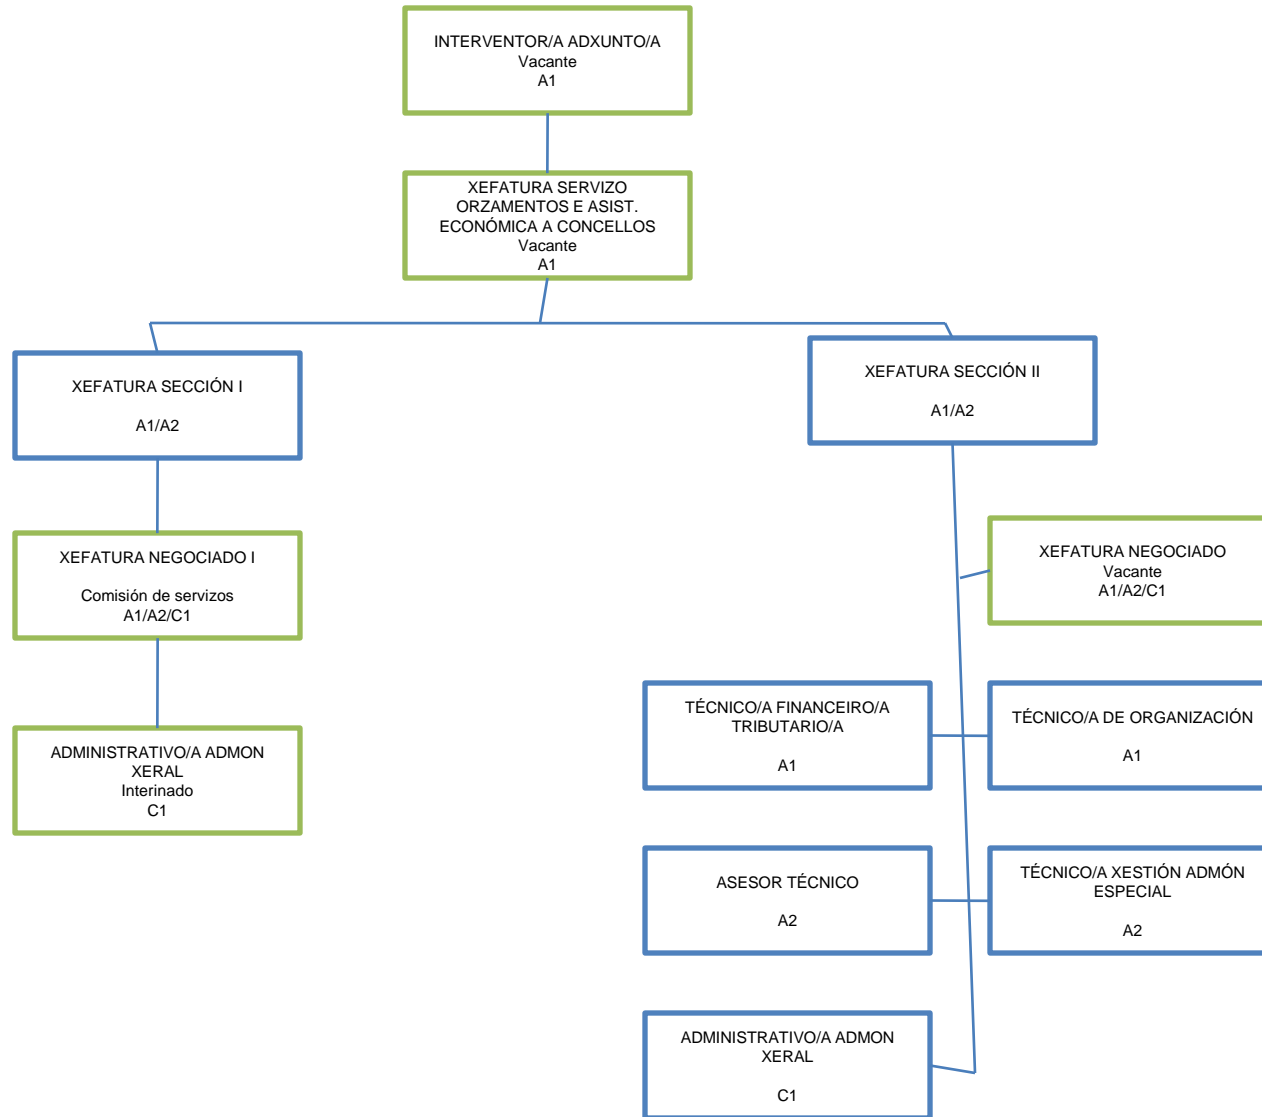 INTERVENTOR/A ADXUNTO/A
Vacante
A1
XEFATURA SERVIZO
ORZAMENTOS E ASIST.
ECONÓMICA A CONCELLOS
Vacante
A1
XEFATURA SECCIÓN I
A1/A2
XEFATURA SECCIÓN II
A1/A2
XEFATURA NEGOCIADO I
Comisión de servizos
A1/A2/C1
XEFATURA NEGOCIADO
Vacante
A1/A2/C1
ADMINISTRATIVO/A ADMON
XERAL
Interinado
C1
TÉCNICO/A FINANCEIRO/A
TRIBUTARIO/A
A1
TÉCNICO/A DE ORGANIZACIÓN
A1
ASESOR TÉCNICO
A2
TÉCNICO/A XESTIÓN ADMÓN
ESPECIAL
A2
ADMINISTRATIVO/A ADMON
XERAL
C1